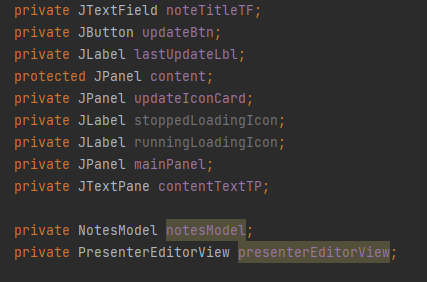 private JTextField noteTitleTF;
private JButton updateBtn;
private JLabel lastUpdateLbl;
protected JPanel content;
private JPanel updateIconCard;
private JLabel stoppedLoadingIcon;
private JLabel runningLoadingIcon;
private JPanel mainPanel;
private JTextPane contentTextTP;
private NotesModel notesModel;
private PresenterEditorView presenterEditorView;